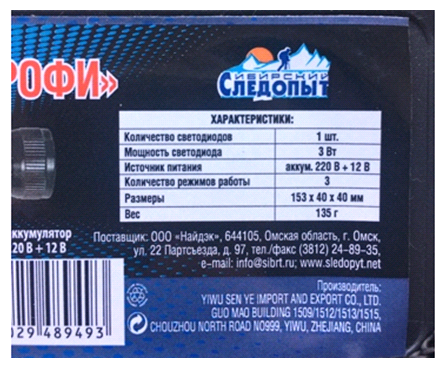 РОФИ»
СИБИРСКИЙ
СЛЕДОПЫТ
ХАРАКТЕРИСТИКИ:
Количество светодиодов 1 шт.
Мощность светодиода 3 Вт
Источник питания аккум. 220 В + 12 В
Количество режимов работы 3
Размеры 153 х 40 х 40 мм
Вес 135 г
аккумулятор
220 В + 12 В
Поставщик: ООО «Найдэк», 644105, Омская область, г. Омск,
ул. 22 Партсъезда, д. 97, тел./факс (3812) 24-89-35,
e-mail: info@sibrt.ru; www.sledopyt.net
Производитель:
YIWU SEN YE IMPORT AND EXPORT CO., LTD.
GUO MAO BUILDING 1509/1512/1513/1515,
CHOUZHOU NORTH ROAD NO999, YIWU, ZHEJIANG, CHINA
029 489493